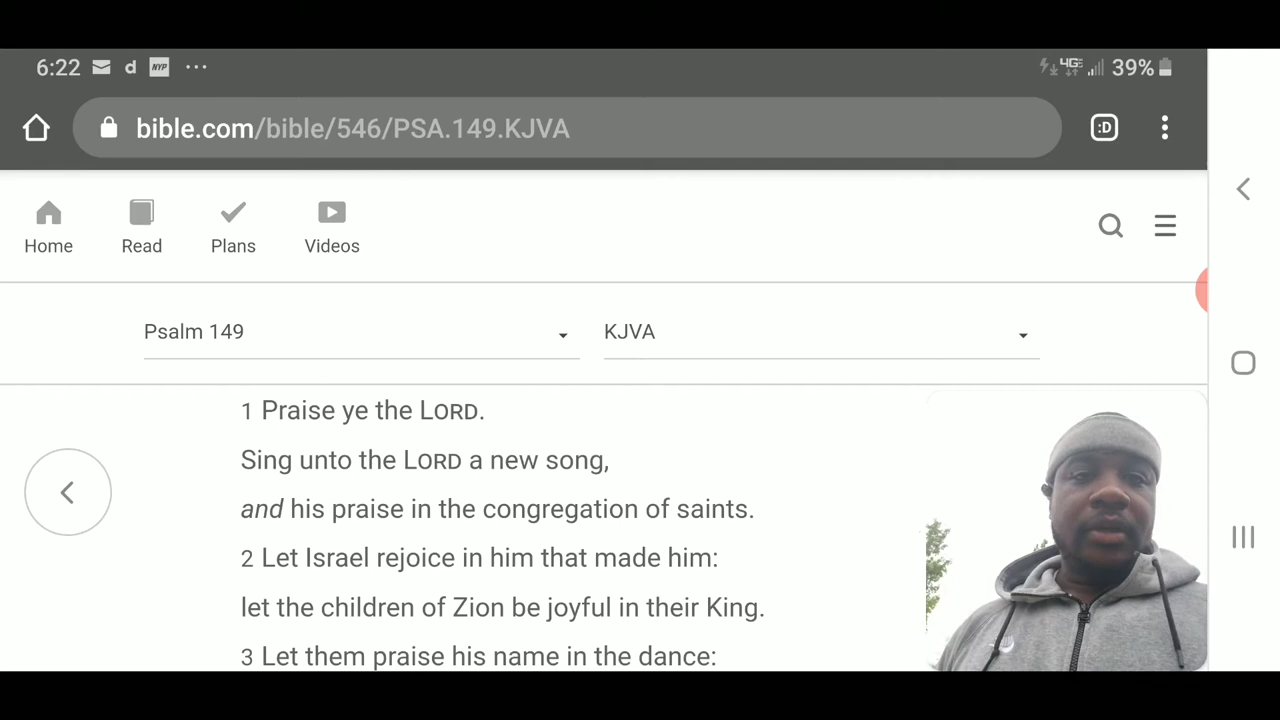 6:22 d NYP ... 4GE 39%
bible.com/bible/546/PSA.149.KJVA :D
Home Read Plans Videos
Psalm 149 KJVA
1 Praise ye the LORD.
Sing unto the LORD a new song,
and his praise in the congregation of saints.
2 Let Israel rejoice in him that made him:
let the children of Zion be joyful in their King.
3 Let them praise his name in the dance: